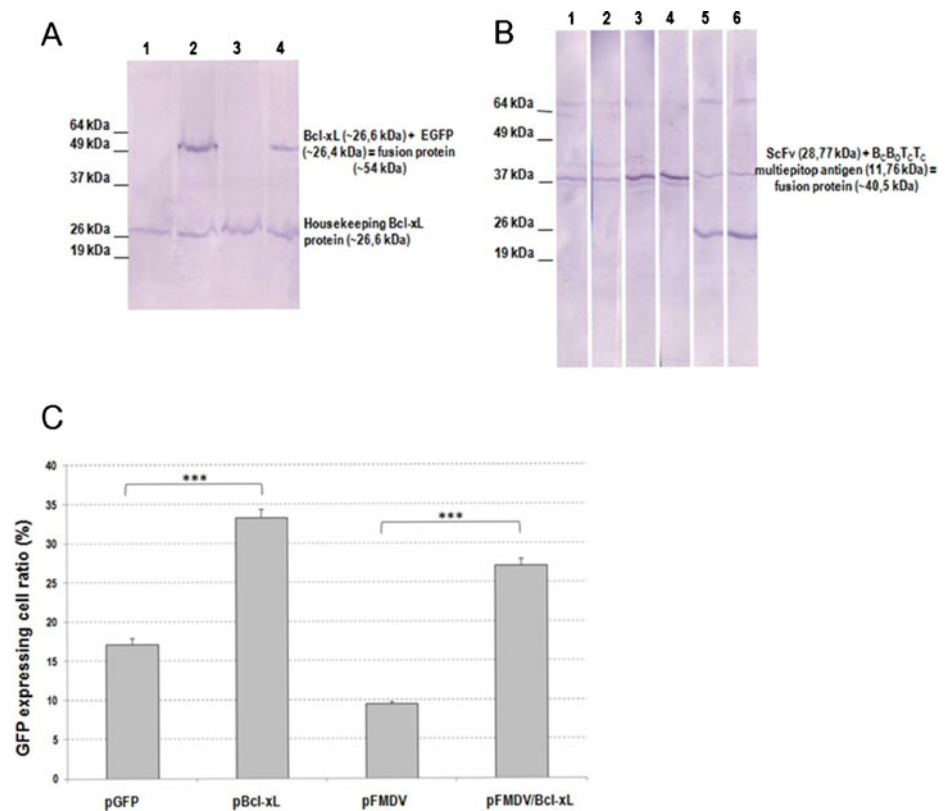 A
1 2 3 4
64 kDa
49 kDa
37 kDa
26 kDa
19 kDa
Bcl-xL (~26,6 kDa) + EGFP
(~26,4 kDa) = fusion protein
(~54 kDa)
Housekeeping Bcl-xL
protein (~26,6 kDa)
B
1 2 3 4 5 6
64 kDa
49 kDa
37 kDa
26 kDa
19 kDa
ScFv (28,77 kDa) + BCBDTCTC
multiepitop antigen (11,76 kDa) =
fusion protein (~40,5 kDa)
C
GFP expressing cell ratio (%)
40
35
30
25
20
15
10
5
0
***
***
pGFP pBcl-xL pFMDV pFMDV/Bcl-xL